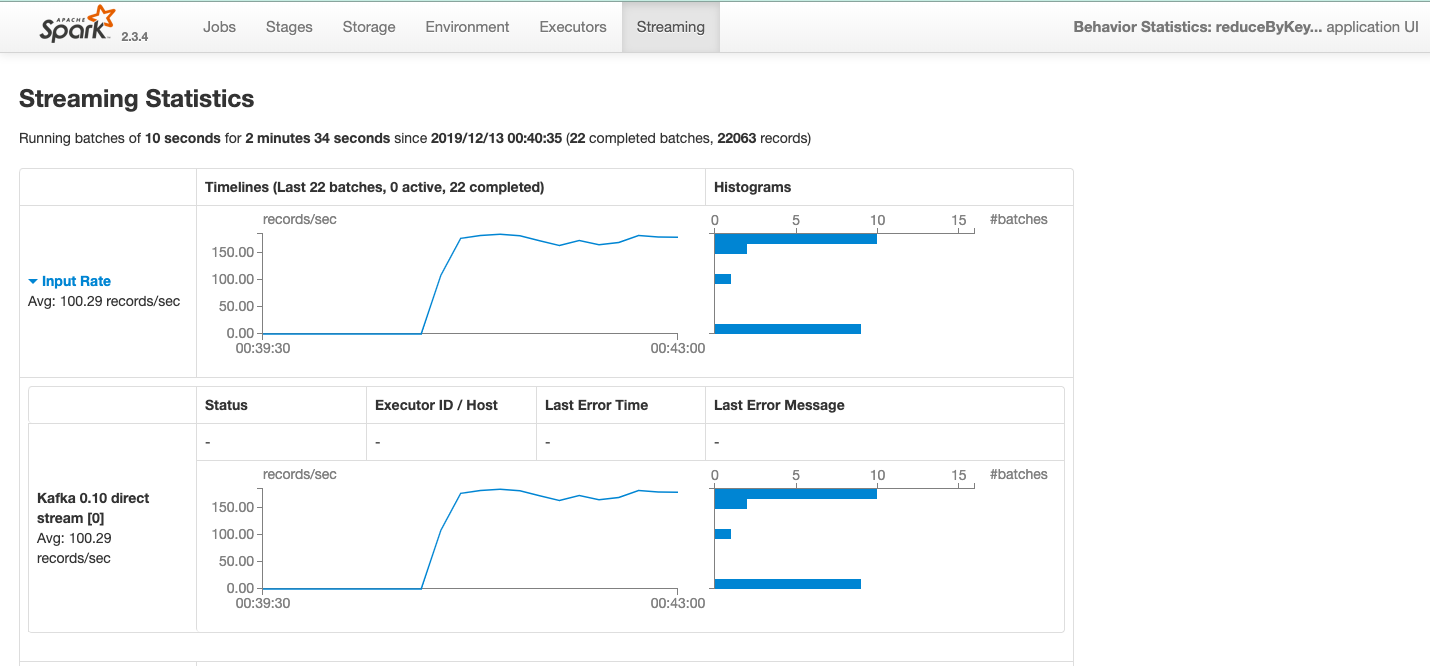 APACHE
Spark 2.3.4 Jobs Stages Storage Environment Executors Streaming Behavior Statistics: reduceByKey... application UI
Streaming Statistics
Running batches of 10 seconds for 2 minutes 34 seconds since 2019/12/13 00:40:35 (22 completed batches, 22063 records)
Timelines (Last 22 batches, 0 active, 22 completed) Histograms
records/sec 0 5 10 15 #batches
150.00
100.00
50.00
0.00
00:39:30 00:43:00
Input Rate
Avg: 100.29 records/sec
Status Executor ID / Host Last Error Time Last Error Message
- - - -
records/sec 0 5 10 15 #batches
150.00
100.00
50.00
0.00
00:39:30 00:43:00
Kafka 0.10 direct
stream [0]
Avg: 100.29
records/sec